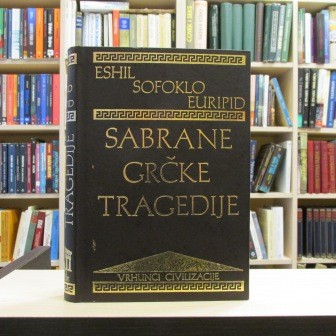 ESHIL
SOFOKLO
EURIPID
SABRANE
GRČKE
TRAGEDIJE
VRHUNCI CIVILIZACIJE
TRAGEDIJE